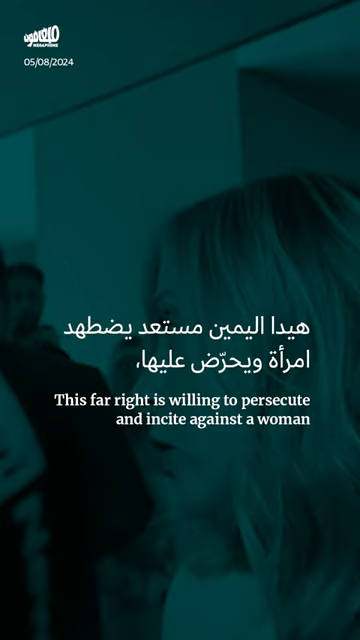 ميغافون
MEGAPHONE
05/08/2024
هيدا اليمين مستعد يضطهد
امرأة ويحرّض عليها،
This far right is willing to persecute
and incite against a woman